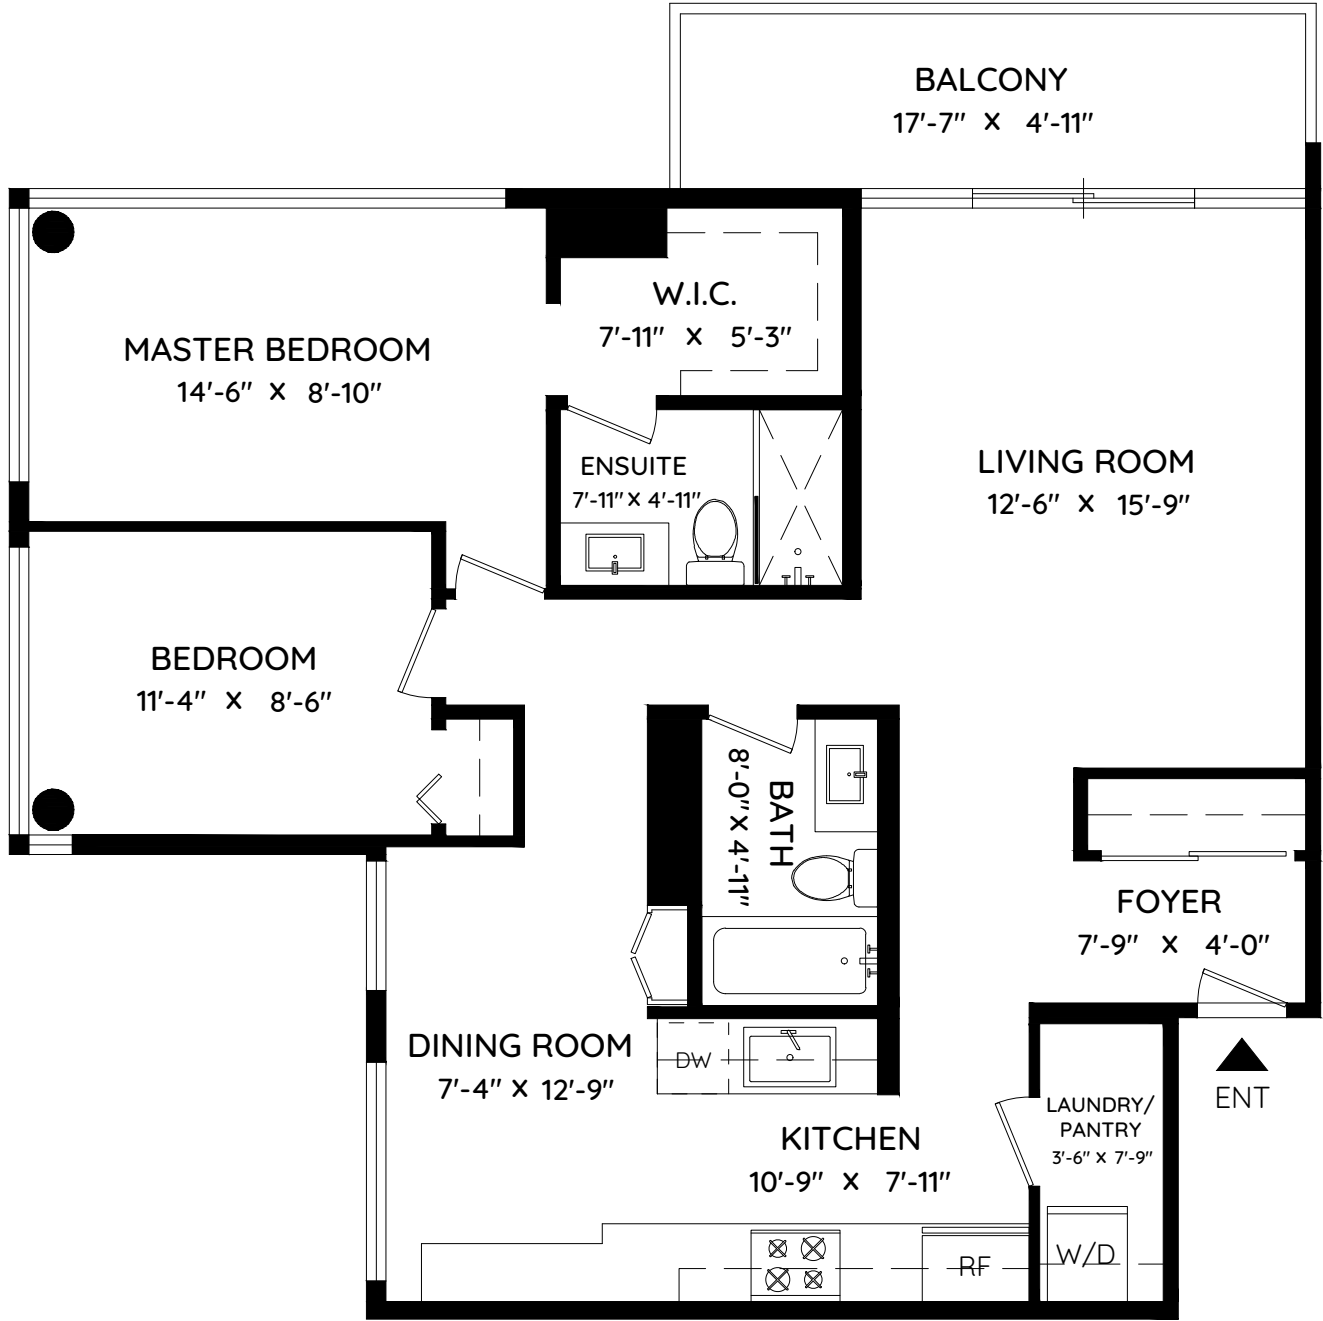 BALCONY
17'-7" X 4'-11"
W.I.C.
7'-11" X 5'-3"
MASTER BEDROOM
14'-6" X 8'-10"
LIVING ROOM
12'-6" X 15'-9"
ENSUITE
7'-11" X 4'-11"
BEDROOM
11'-4" X 8'-6"
BATH
8'-0" X 4'-11"
FOYER
7'-9" X 4'-0"
DINING ROOM
7'-4" X 12'-9"
DW
ENT
LAUNDRY/
PANTRY
3'-6" X 7'-9"
KITCHEN
10'-9" X 7'-11"
RF
W/D